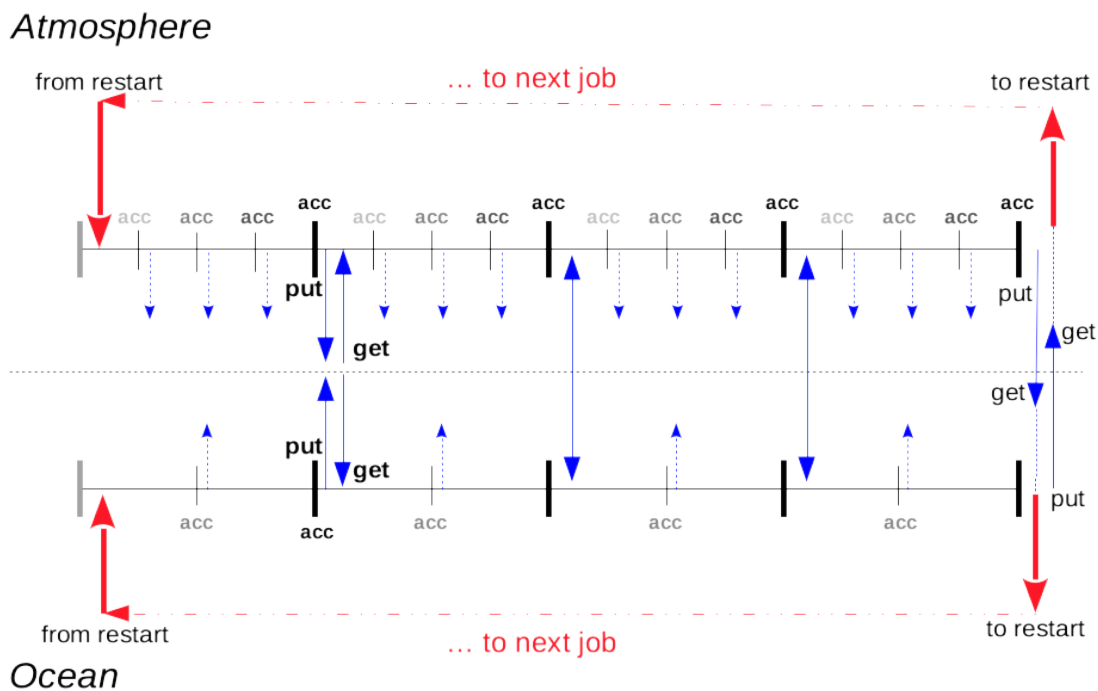 Atmosphere
from restart
… to next job
to restart
acc acc acc acc acc acc acc acc acc acc acc acc acc acc acc acc
put
put
get
get
get
put
get
put
acc acc acc acc acc
from restart
… to next job
to restart
Ocean